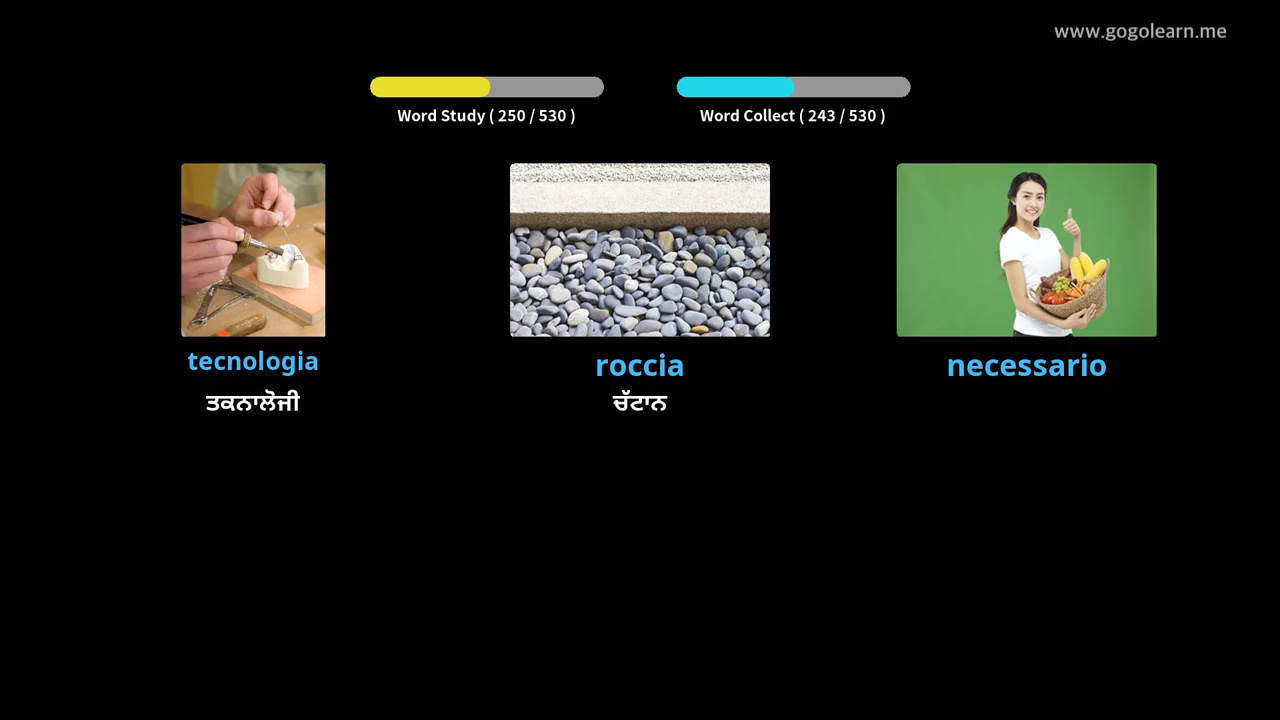 www.gogolearn.me
Word Study ( 250 / 530 )
Word Collect ( 243 / 530 )
tecnologia
roccia
necessario
ਤਕਨਾਲੋਜੀ
ਚੱਟਾਨ